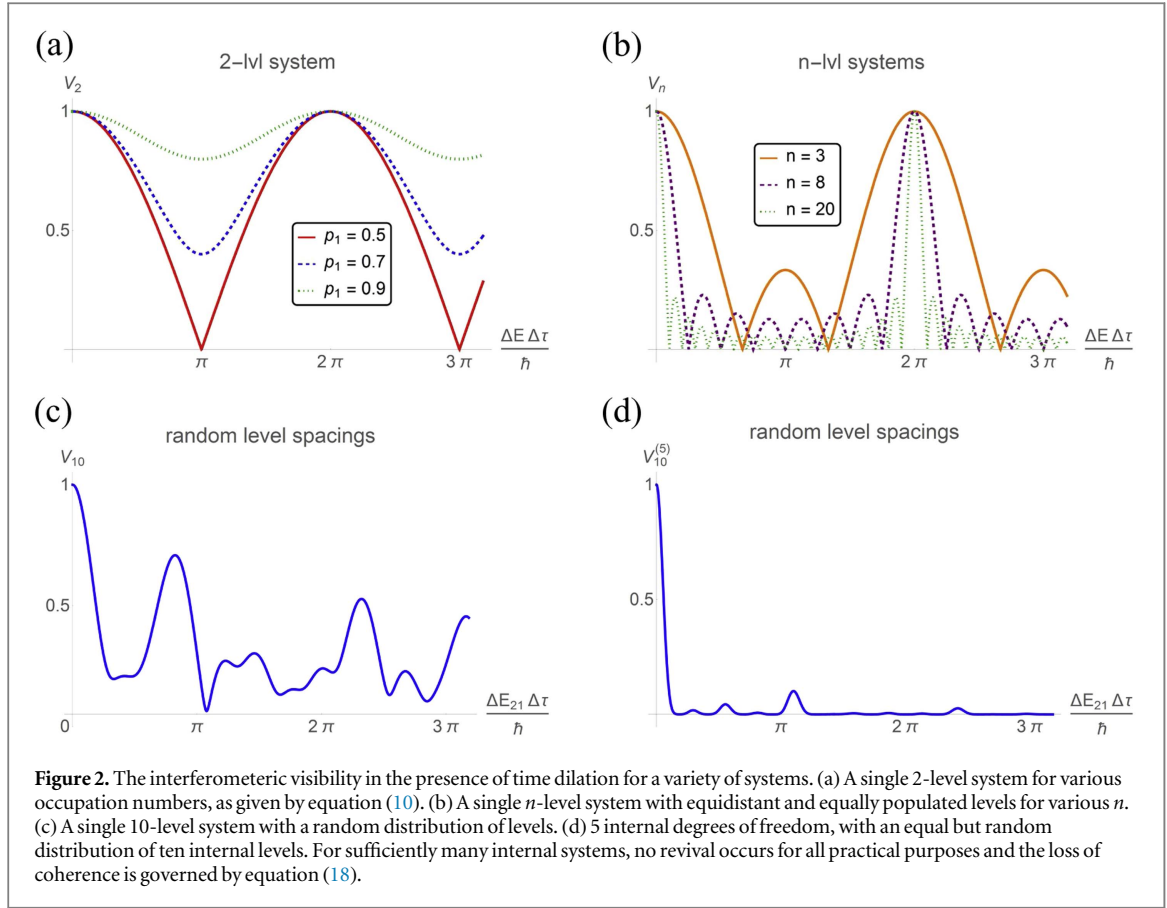 (a)
2−lvl system
V2
1
0.5
p1 = 0.5
p1 = 0.7
p1 = 0.9
π
2 π
3 π
ΔE Δτ
ħ
(b)
n−lvl systems
Vn
1
0.5
n = 3
n = 8
n = 20
π
2 π
3 π
ΔE Δτ
ħ
(c)
random level spacings
V10
1
0.5
0
π
2 π
3 π
ΔE21 Δτ
ħ
(d)
random level spacings
V10(5)
1
0.5
π
2 π
3 π
ΔE21 Δτ
ħ
Figure 2. The interferometeric visibility in the presence of time dilation for a variety of systems. (a) A single 2-level system for various
occupation numbers, as given by equation (10). (b) A single n-level system with equidistant and equally populated levels for various n.
(c) A single 10-level system with a random distribution of levels. (d) 5 internal degrees of freedom, with an equal but random
distribution of ten internal levels. For sufficiently many internal systems, no revival occurs for all practical purposes and the loss of
coherence is governed by equation (18).